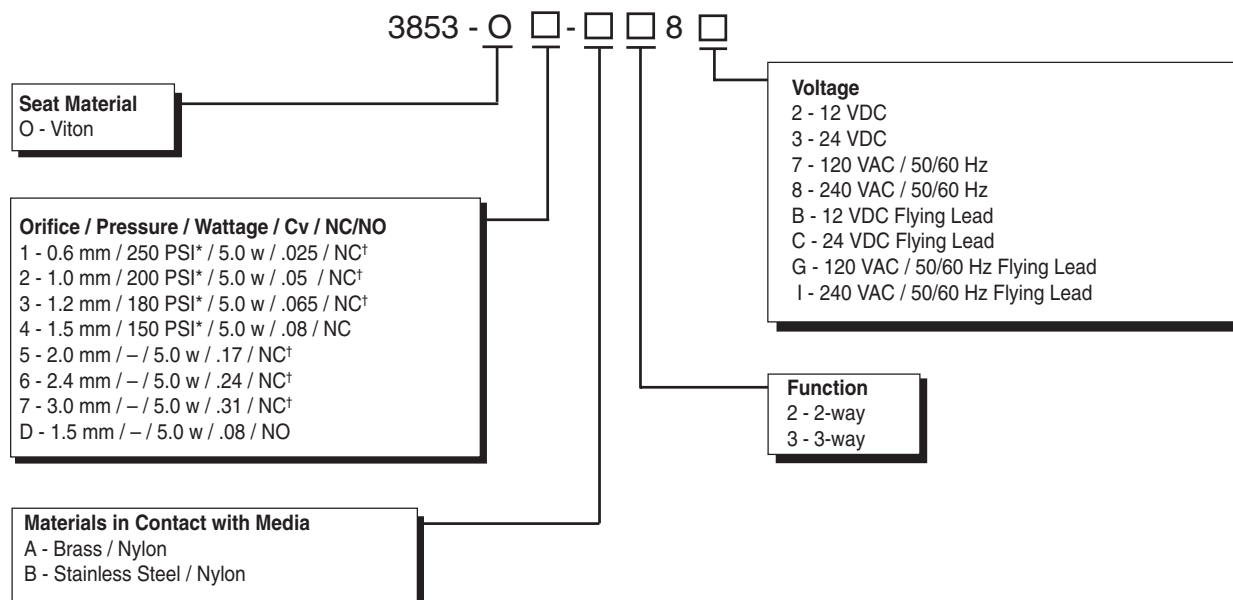 3853 - O □ - □ □ 8 □
Seat Material
O - Viton
Orifice / Pressure / Wattage / Cv / NC/NO
1 - 0.6 mm / 250 PSI* / 5.0 w / .025 / NC†
2 - 1.0 mm / 200 PSI* / 5.0 w / .05 / NC†
3 - 1.2 mm / 180 PSI* / 5.0 w / .065 / NC†
4 - 1.5 mm / 150 PSI* / 5.0 w / .08 / NC
5 - 2.0 mm / – / 5.0 w / .17 / NC†
6 - 2.4 mm / – / 5.0 w / .24 / NC†
7 - 3.0 mm / – / 5.0 w / .31 / NC†
D - 1.5 mm / – / 5.0 w / .08 / NO
Materials in Contact with Media
A - Brass / Nylon
B - Stainless Steel / Nylon
Voltage
2 - 12 VDC
3 - 24 VDC
7 - 120 VAC / 50/60 Hz
8 - 240 VAC / 50/60 Hz
B - 12 VDC Flying Lead
C - 24 VDC Flying Lead
G - 120 VAC / 50/60 Hz Flying Lead
I - 240 VAC / 50/60 Hz Flying Lead
Function
2 - 2-way
3 - 3-way